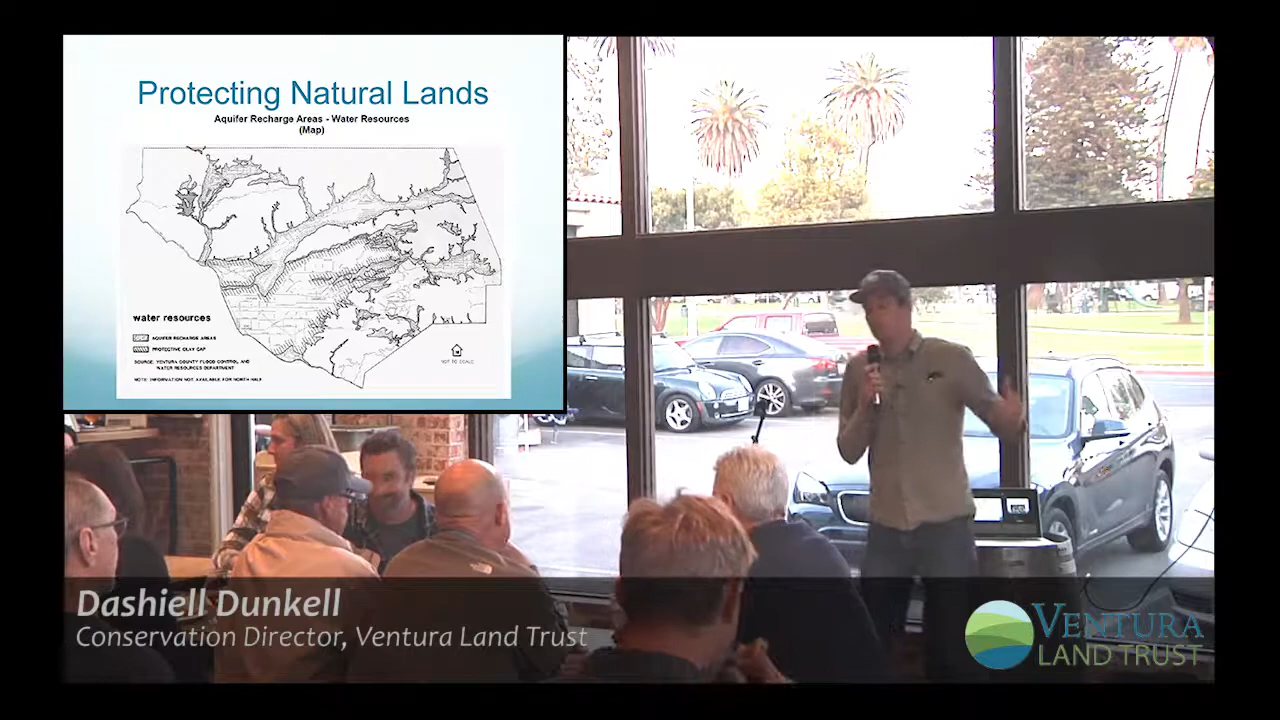 Protecting Natural Lands
Aquifer Recharge Areas - Water Resources
(Map)
water resources
AQUIFER RECHARGE AREAS
PROTECTIVE CLAY CAP
SOURCE: VENTURA COUNTY FLOOD CONTROL AND
WATER RESOURCES DEPARTMENT
NOTE: INFORMATION NOT AVAILABLE FOR NORTH HALF
NOT TO SCALE
Dashiell Dunkell
Conservation Director, Ventura Land Trust
VENTURA
LAND TRUST